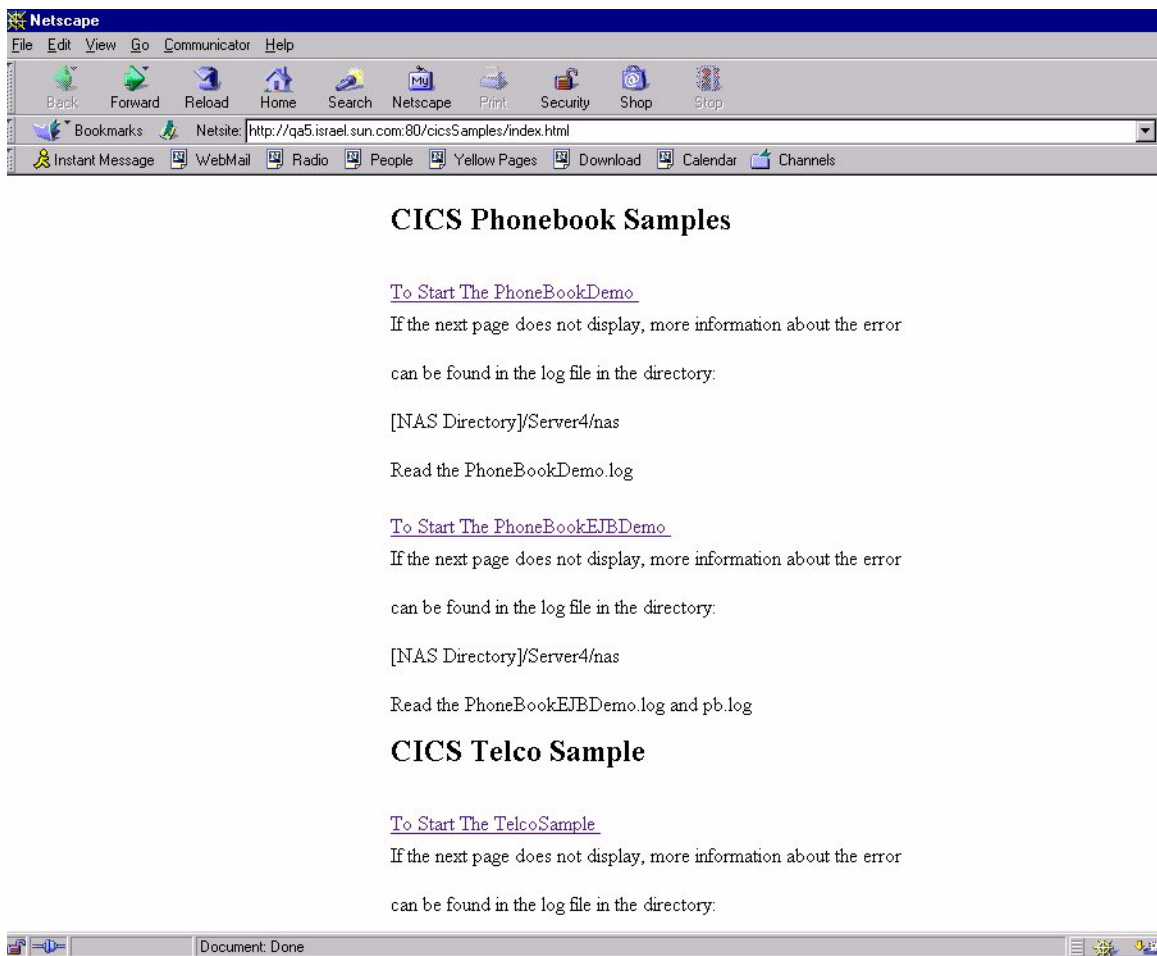 Netscape
File Edit View Go Communicator Help
Back Forward Reload Home Search Netscape Print Security Shop Stop
Bookmarks Netsite: http://qa5.israel.sun.com:80/cicsSamples/index.html
Instant Message WebMail Radio People Yellow Pages Download Calendar Channels
CICS Phonebook Samples
To Start The PhoneBookDemo
If the next page does not display, more information about the error
can be found in the log file in the directory:
[NAS Directory]/Server4/nas
Read the PhoneBookDemo.log
To Start The PhoneBookEJBDemo
If the next page does not display, more information about the error
can be found in the log file in the directory:
[NAS Directory]/Server4/nas
Read the PhoneBookEJBDemo.log and pb.log
CICS Telco Sample
To Start The TelcoSample
If the next page does not display, more information about the error
can be found in the log file in the directory:
Document: Done